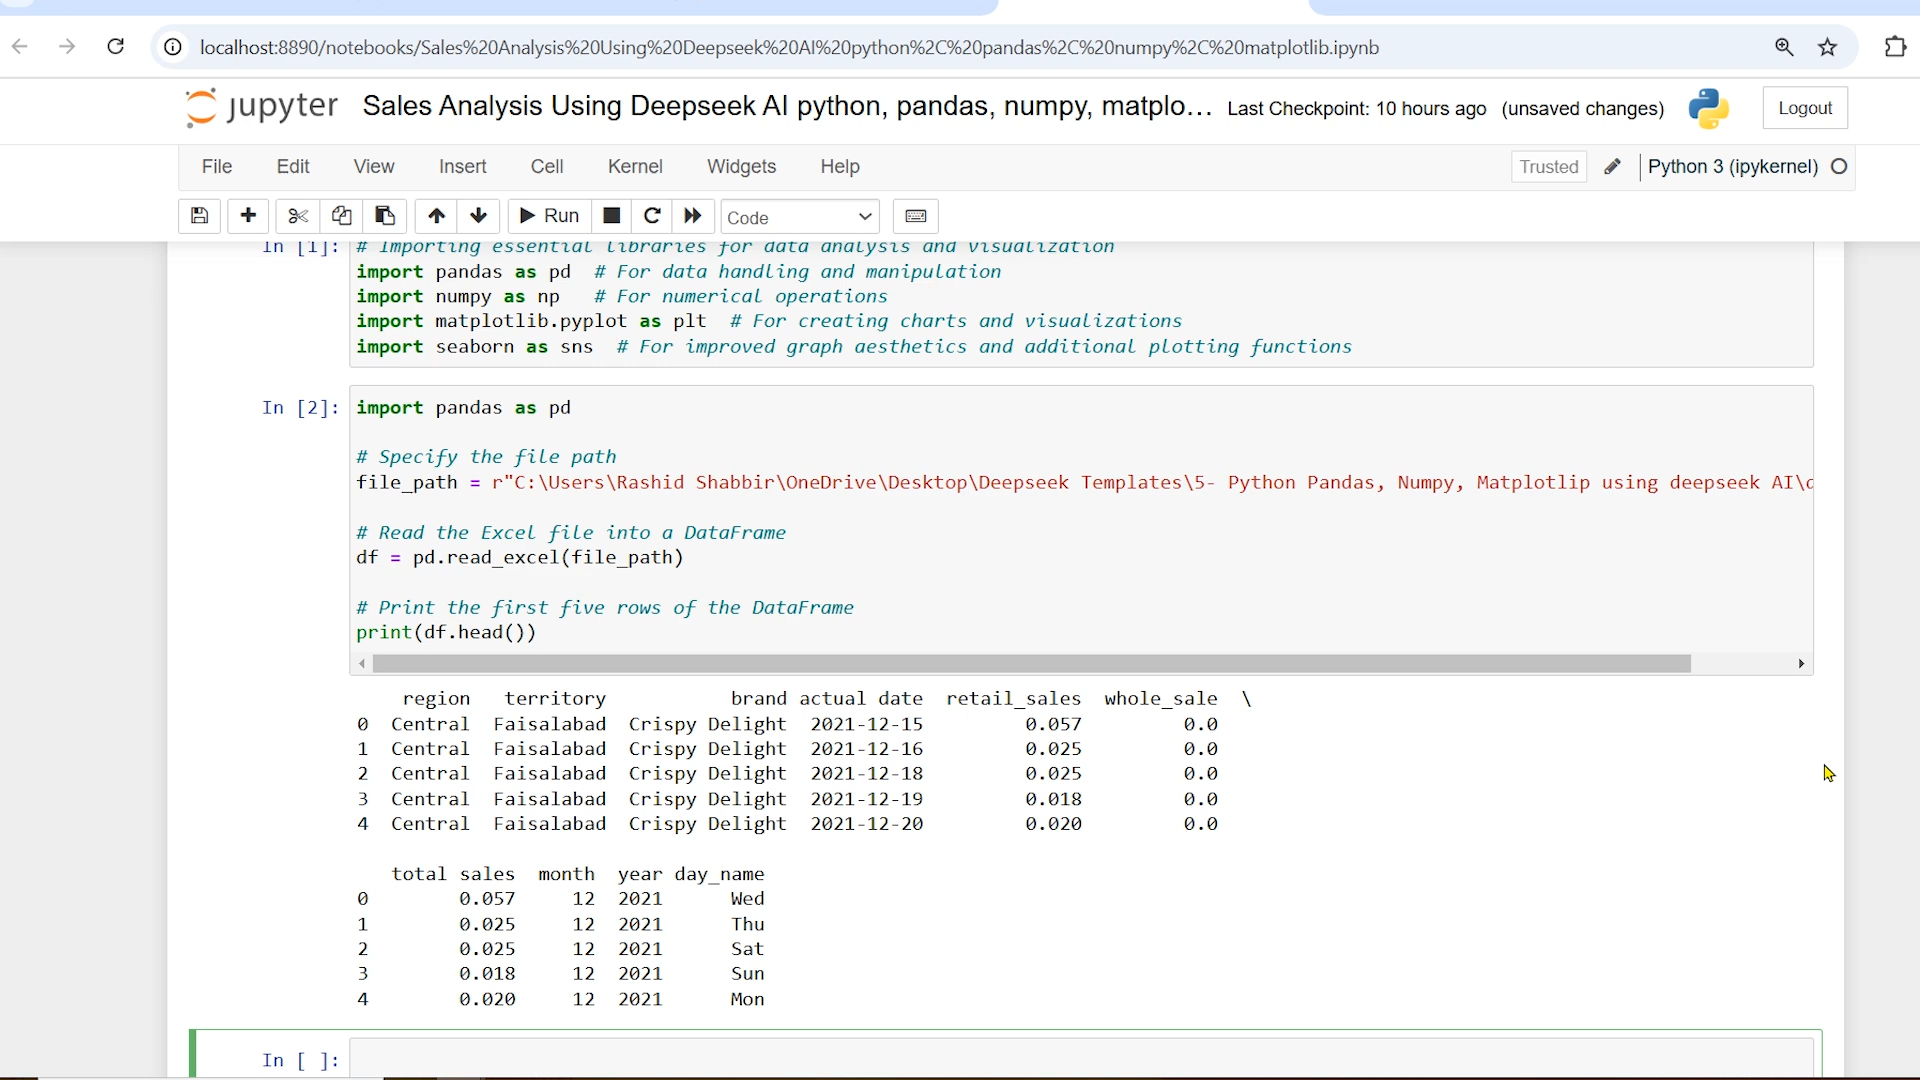 localhost:8890/notebooks/Sales%20Analysis%20Using%20Deepseek%20AI%20python%2C%20pandas%2C%20numpy%2C%20matplotlib.ipynb
jupyter Sales Analysis Using Deepseek AI python, pandas, numpy, matplo... Last Checkpoint: 10 hours ago (unsaved changes) Logout
File Edit View Insert Cell Kernel Widgets Help Trusted Python 3 (ipykernel)
Run Code
In [1]: # Importing essential libraries for data analysis and visualization
import pandas as pd # For data handling and manipulation
import numpy as np # For numerical operations
import matplotlib.pyplot as plt # For creating charts and visualizations
import seaborn as sns # For improved graph aesthetics and additional plotting functions
In [2]: import pandas as pd
# Specify the file path
file_path = r"C:\Users\Rashid Shabbir\OneDrive\Desktop\Deepseek Templates\5- Python Pandas, Numpy, Matplotlip using deepseek AI\
# Read the Excel file into a DataFrame
df = pd.read_excel(file_path)
# Print the first five rows of the DataFrame
print(df.head())
region territory brand actual date retail_sales whole_sale \
0 Central Faisalabad Crispy Delight 2021-12-15 0.057 0.0
1 Central Faisalabad Crispy Delight 2021-12-16 0.025 0.0
2 Central Faisalabad Crispy Delight 2021-12-18 0.025 0.0
3 Central Faisalabad Crispy Delight 2021-12-19 0.018 0.0
4 Central Faisalabad Crispy Delight 2021-12-20 0.020 0.0
total sales month year day_name
0 0.057 12 2021 Wed
1 0.025 12 2021 Thu
2 0.025 12 2021 Sat
3 0.018 12 2021 Sun
4 0.020 12 2021 Mon
In [ ]: